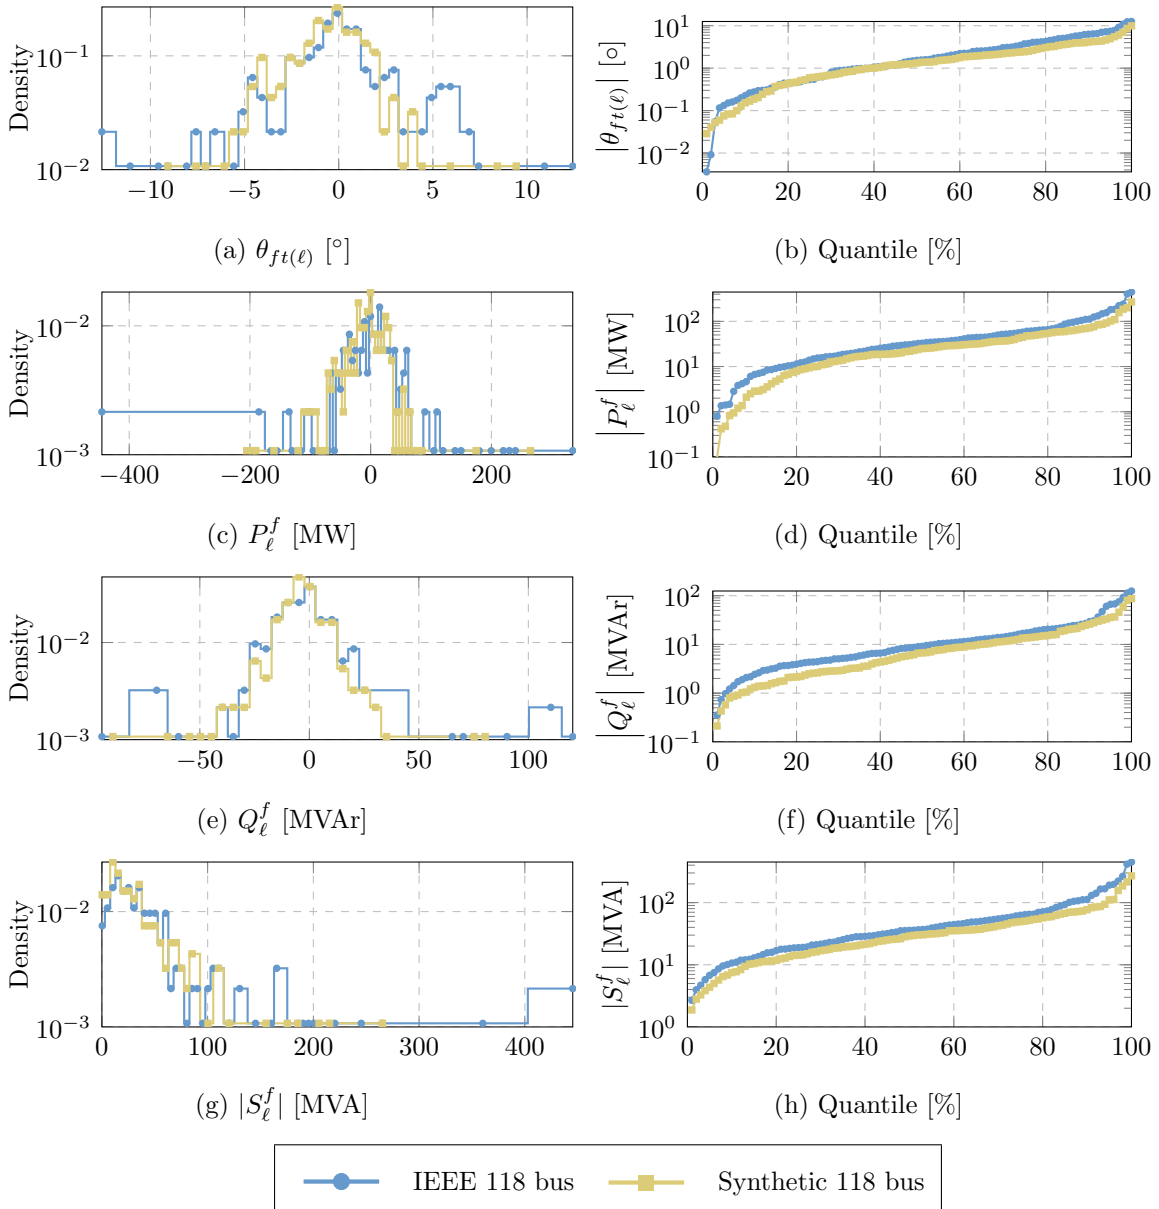 Density
10^{-1}
10^{-2}
−10 −5 0 5 10
(a) θ_{ft(ℓ)} [°]
|θ_{ft(ℓ)}| [∘]
10^1
10^0
10^{-1}
10^{-2}
0 20 40 60 80 100
(b) Quantile [%]
Density
10^{-2}
10^{-3}
−400 −200 0 200
(c) P_ℓ^f [MW]
|P_ℓ^f| [MW]
10^2
10^1
10^0
10^{-1}
0 20 40 60 80 100
(d) Quantile [%]
Density
10^{-2}
10^{-3}
−50 0 50 100
(e) Q_ℓ^f [MVAr]
|Q_ℓ^f| [MVAr]
10^2
10^1
10^0
10^{-1}
0 20 40 60 80 100
(f) Quantile [%]
Density
10^{-2}
10^{-3}
0 100 200 300 400
(g) |S_ℓ^f| [MVA]
|S_ℓ^f| [MVA]
10^2
10^1
10^0
0 20 40 60 80 100
(h) Quantile [%]
IEEE 118 bus Synthetic 118 bus